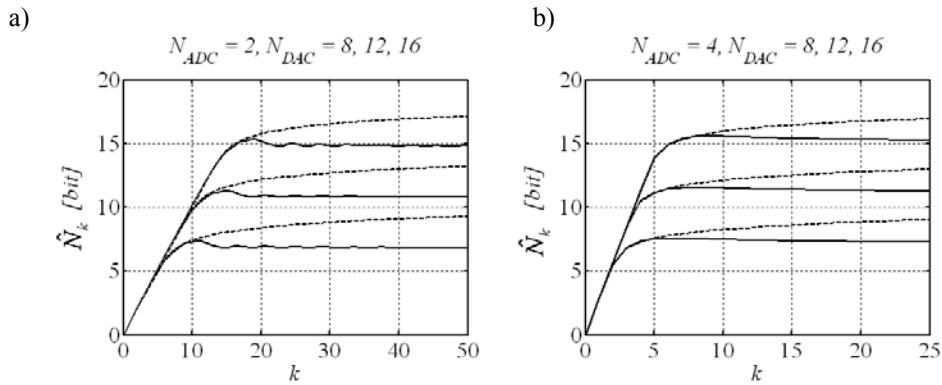 a)
N_ADC = 2, N_DAC = 8, 12, 16
20
15
10
5
0
N̂_k [bit]
0 10 20 30 40 50
k
b)
N_ADC = 4, N_DAC = 8, 12, 16
20
15
10
5
0
N̂_k [bit]
0 5 10 15 20 25
k